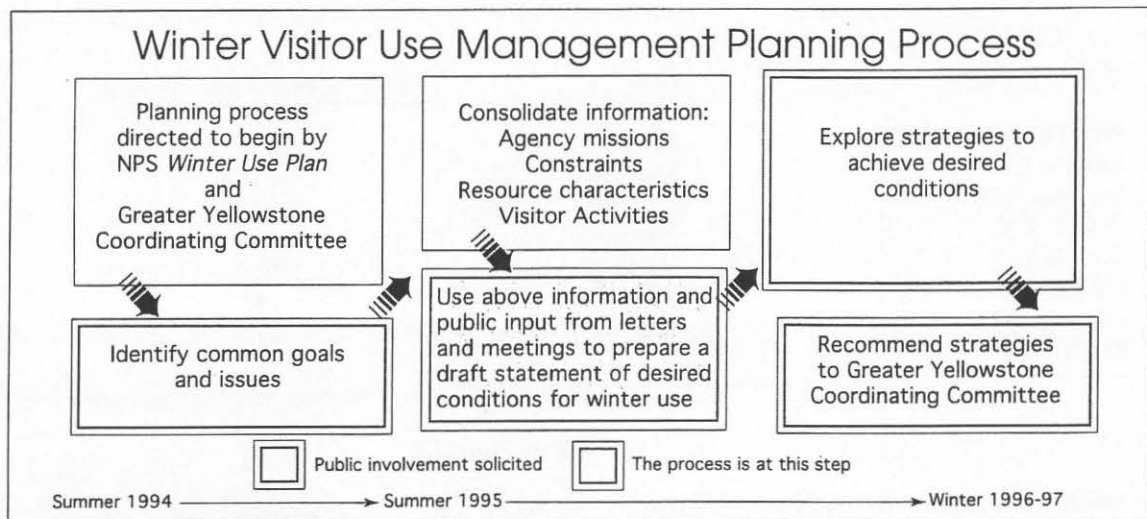 Winter Visitor Use Management Planning Process
Planning process
directed to begin by
NPS Winter Use Plan
and
Greater Yellowstone
Coordinating Committee
Identify common goals
and issues
Consolidate information:
Agency missions
Constraints
Resource characteristics
Visitor Activities
Use above information and
public input from letters
and meetings to prepare a
draft statement of desired
conditions for winter use
Explore strategies to
achieve desired
conditions
Recommend strategies
to Greater Yellowstone
Coordinating Committee
Public involvement solicited
The process is at this step
Summer 1994
Summer 1995
Winter 1996-97